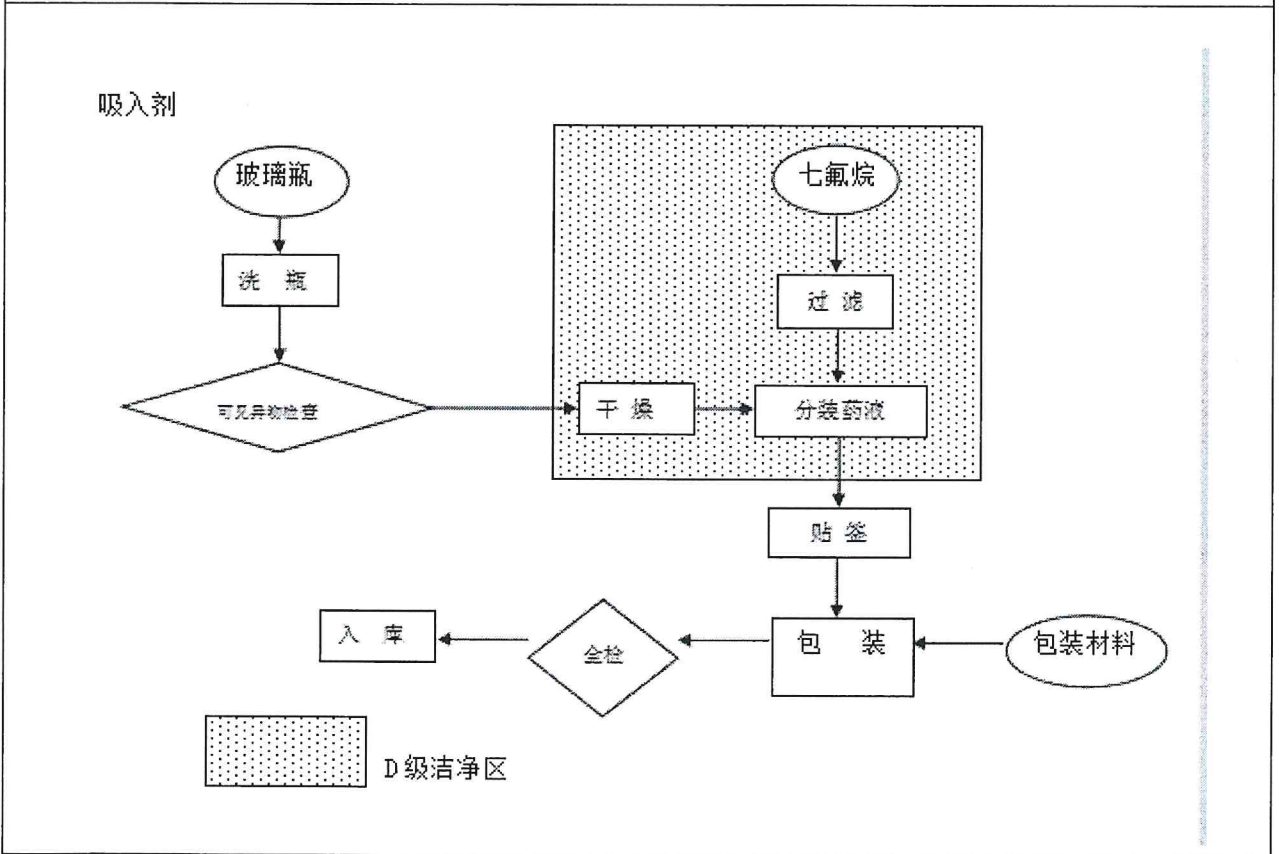 吸入剂
玻璃瓶
七氟烷
洗 瓶
过 滤
可见异物检查
干 燥
分装药液
贴 签
入 库
全检
包 装
包装材料
D级洁净区